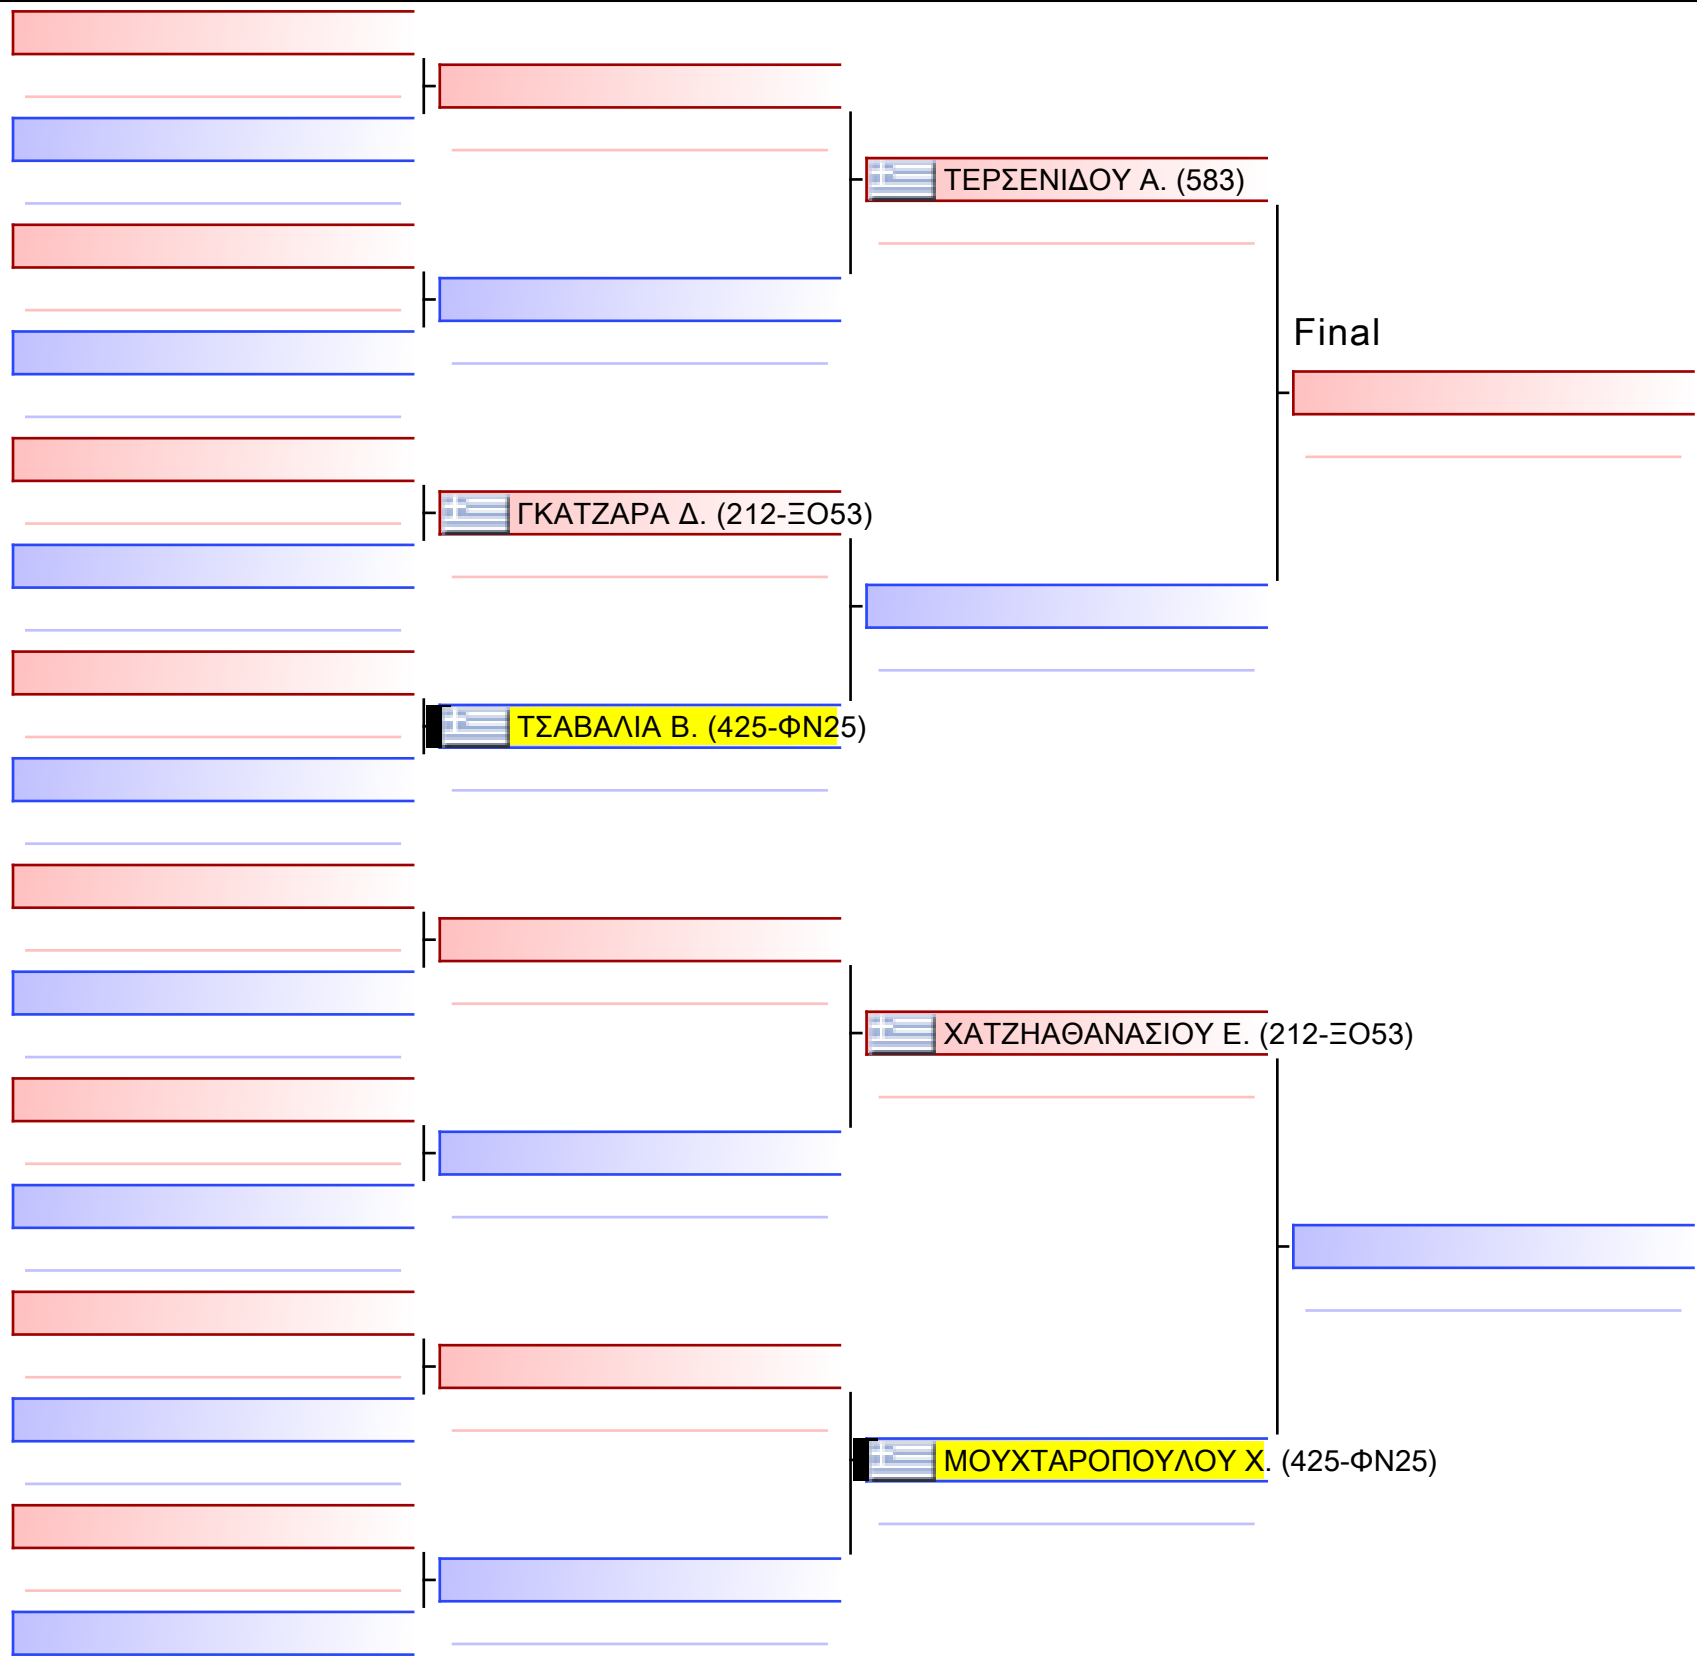 ΤΕΡΣΕΝΙΔΟΥ Α. (583)
Final
ΓΚΑΤΖΑΡΑ Δ. (212-ΞΟ53)
ΤΣΑΒΑΛΙΑ Β. (425-ΦΝ25)
ΧΑΤΖΗΑΘΑΝΑΣΙΟΥ Ε. (212-ΞΟ53)
ΜΟΥΧΤΑΡΟΠΟΥΛΟΥ Χ. (425-ΦΝ25)